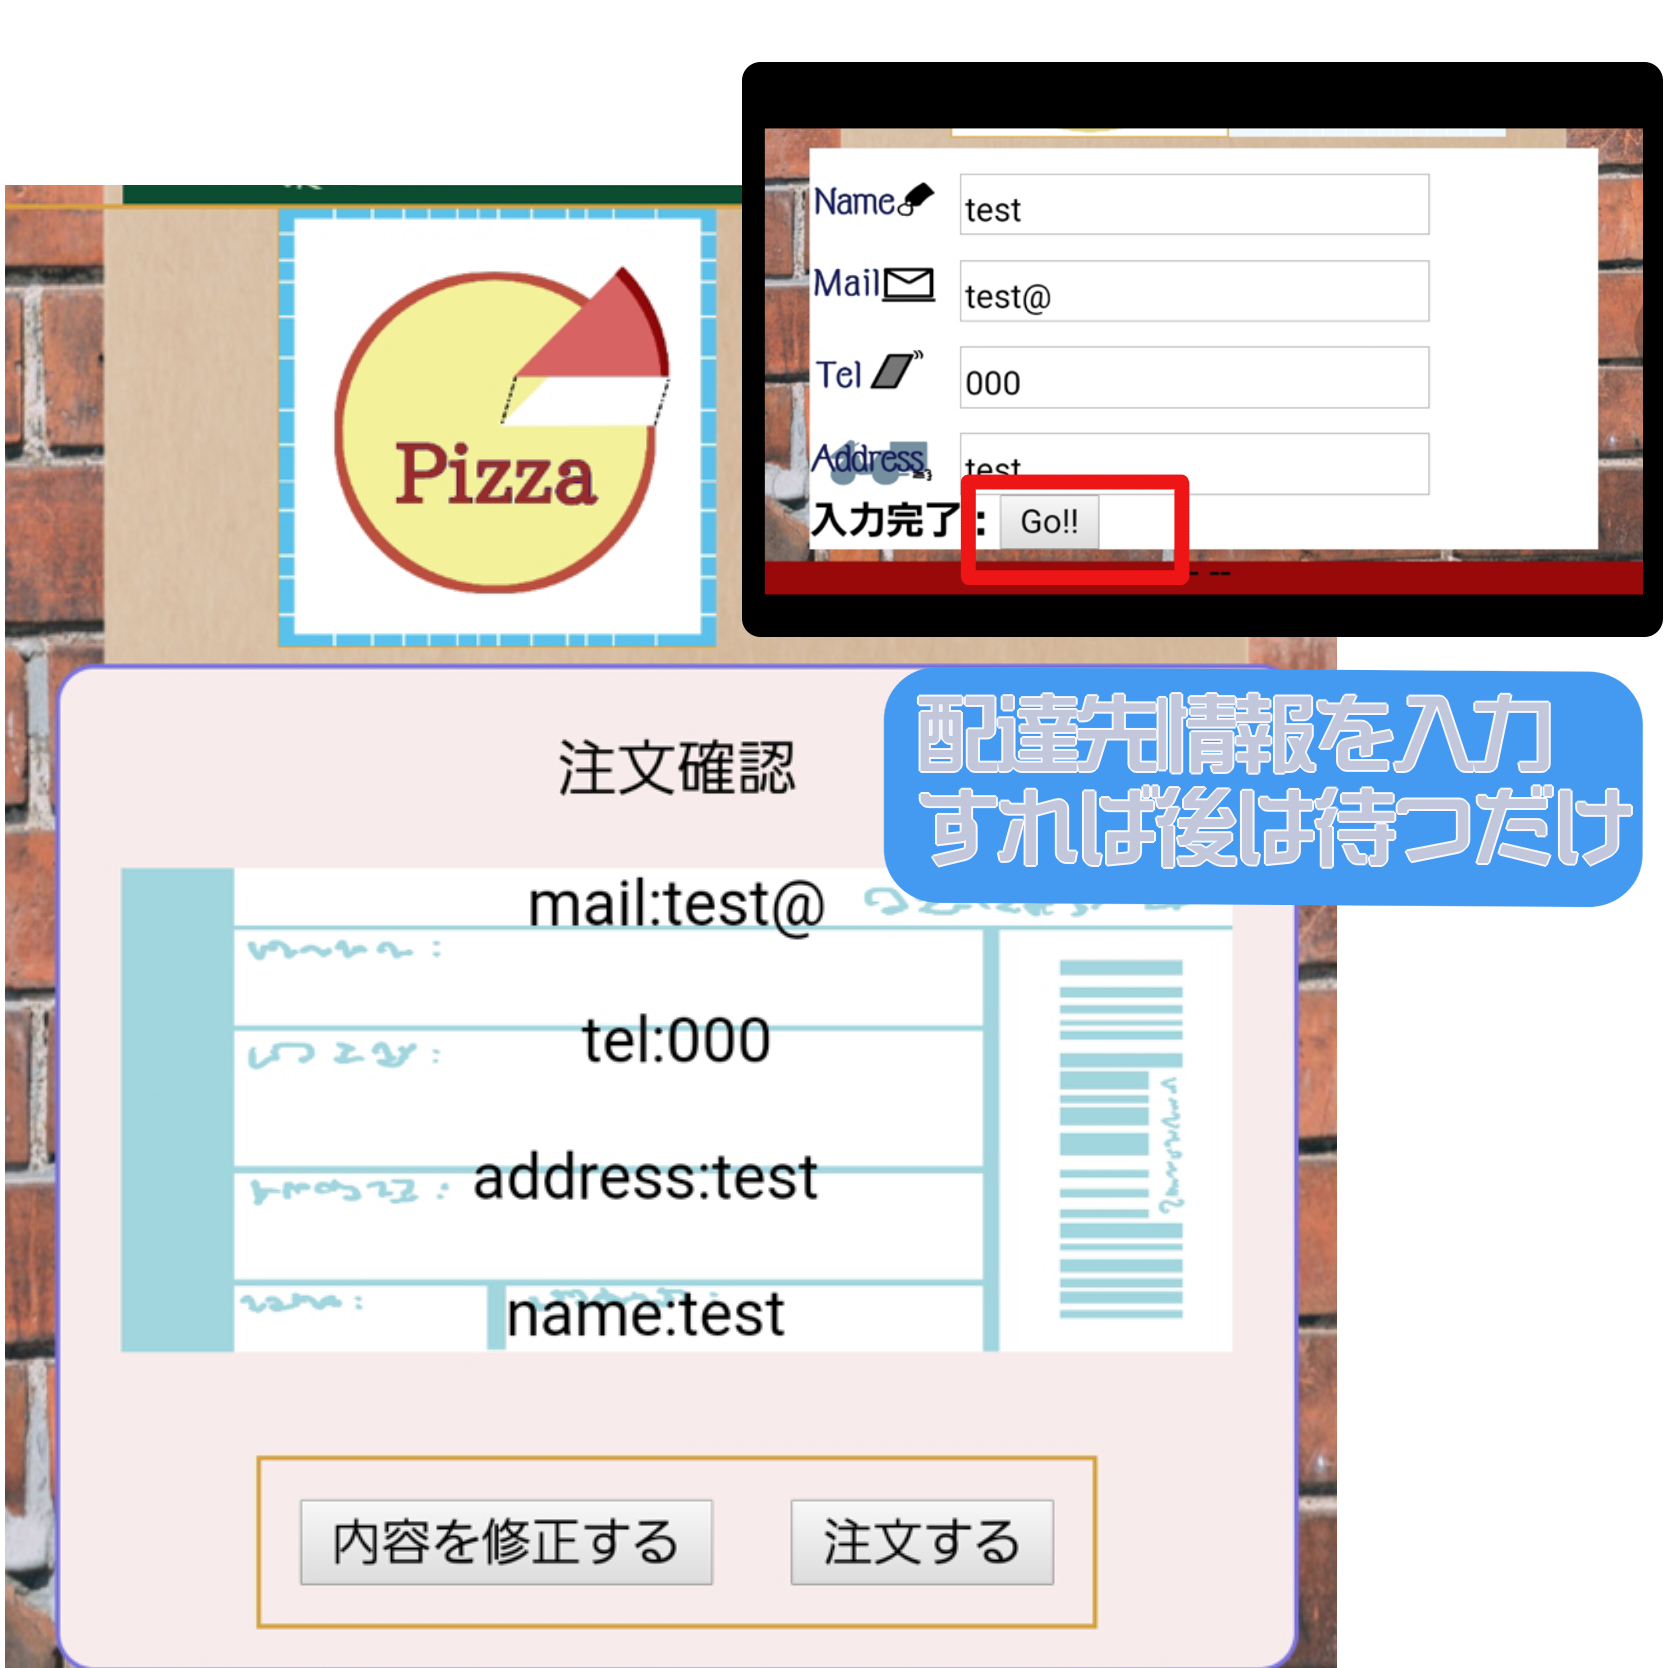 Name test
Mail test@
Tel 000
Address test
入力完了: Go!!
Pizza
配達先情報を入力
すれば後は待つだけ
注文確認
mail:test@
tel:000
address:test
name:test
内容を修正する 注文する